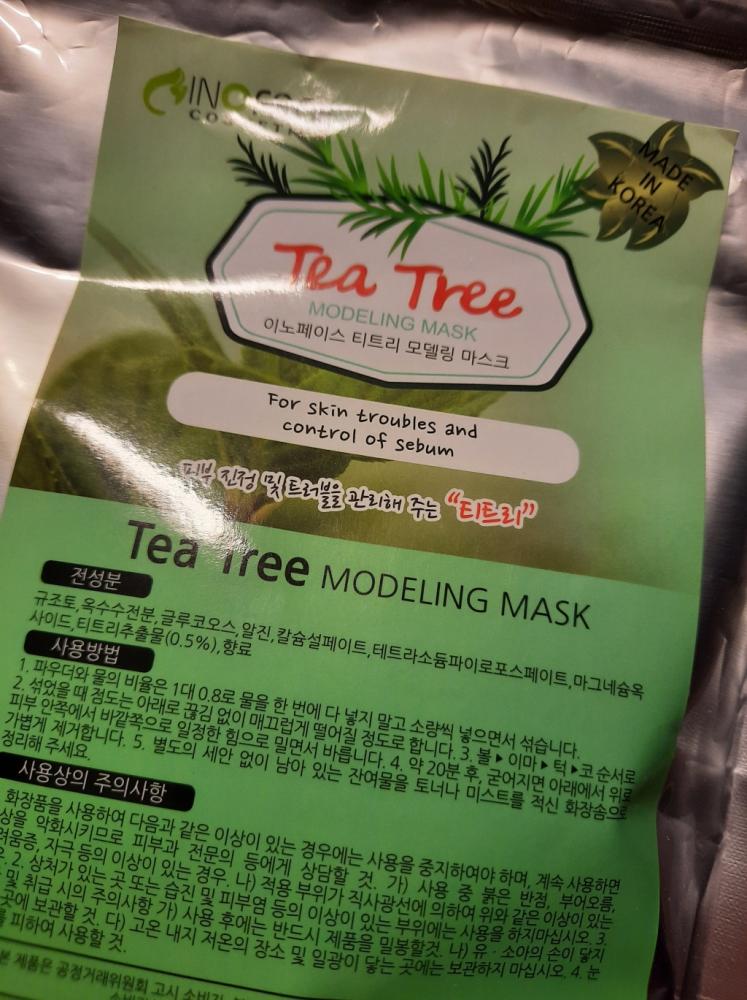 INOFACE
COSMETIC
MADE
IN
KOREA
Tea Tree
MODELING MASK
이노페이스 티트리 모델링 마스크
For skin troubles and
control of sebum
피부 진정 및 트러블을 관리해 주는 “티트리”
Tea Tree MODELING MASK
전성분
규조토,옥수수전분,글루코오스,알진,칼슘설페이트,테트라소듐파이로포스페이트,마그네슘옥
사이드,티트리추출물(0.5%),향료
사용방법
1. 파우더와 물의 비율은 1대 0.8로 물을 한 번에 다 넣지 말고 소량씩 넣으면서 섞습니다.
2. 섞었을 때 점도는 아래로 끊김 없이 매끄럽게 떨어질 정도로 합니다. 3. 볼▶이마▶턱▶코 순서로
피부 안쪽에서 바깥쪽으로 일정한 힘으로 밀면서 바릅니다. 4. 약 20분 후, 굳어지면 아래에서 위로
가볍게 제거합니다. 5. 별도의 세안 없이 남아 있는 잔여물을 토너나 미스트를 적신 화장솜으로
정리해 주세요.
사용상의 주의사항
화장품을 사용하여 다음과 같은 이상이 있는 경우에는 사용을 중지하여야 하며, 계속 사용하면
상을 악화시키므로 피부과 전문의 등에게 상담할 것. 가) 사용 중 붉은 반점, 부어오름,
려움증, 자극 등의 이상이 있는 경우. 나) 적용 부위가 직사광선에 의하여 위와 같은 이상이 있는
2. 상처가 있는 곳 또는 습진 및 피부염 등의 이상이 있는 부위에는 사용을 하지마십시오. 3.
및 취급 시의 주의사항 가) 사용 후에는 반드시 제품을 밀봉할것. 나) 유·소아의 손이 닿지
곳에 보관할 것. 다) 고온 내지 저온의 장소 및 일광이 닿는 곳에는 보관하지 마십시오. 4. 눈
를 피하여 사용할 것.
본 제품은 공정거래위원회 고시 소비자